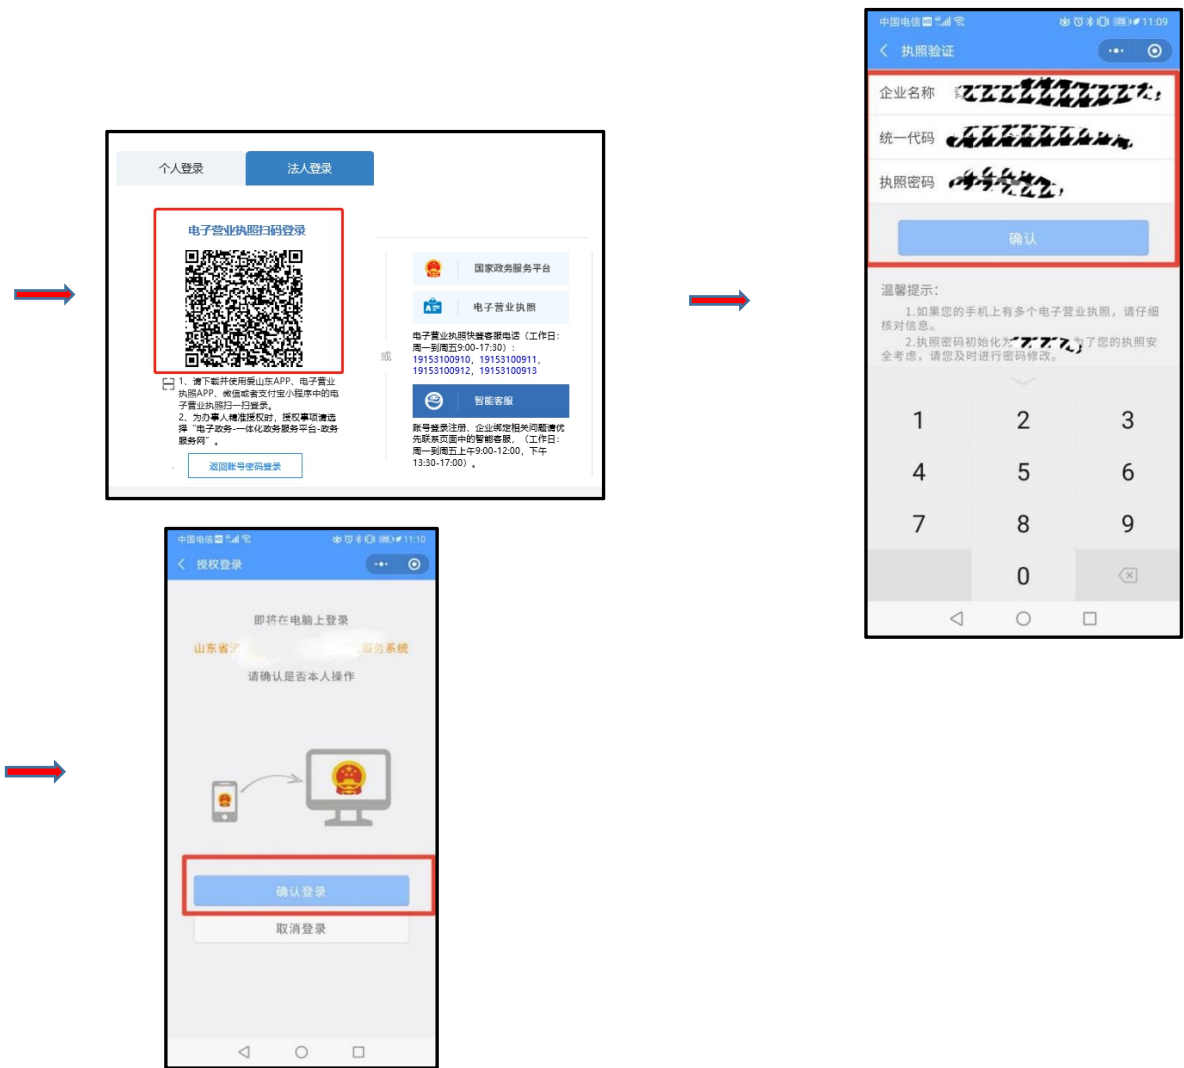 个人登录
法人登录
电子营业执照扫码登录
1、请下载并使用爱山东APP、电子营业
执照APP、微信或者支付宝小程序中的电
子营业执照扫一扫登录。
2、为办事人精准授权时，授权事项请选
择“电子政务-一体化政务服务平台-政务
服务网”。
返回账号密码登录
或
国家政务服务平台
电子营业执照
电子营业执照快登客服电话（工作日：
周一到周五9:00-17:30）：
19153100910，19153100911，
19153100912，19153100913
智能客服
账号登录注册、企业绑定相关问题请优
先联系页面中的智能客服，（工作日：
周一到周五上午9:00-12:00，下午
13:30-17:00）。
中国电信 11:09
执照验证
企业名称
统一代码
执照密码
确认
温馨提示：
1.如果您的手机上有多个电子营业执照，请仔细
核对信息。
2.执照密码初始化为 为了您的执照安
全考虑，请您及时进行密码修改。
1 2 3
4 5 6
7 8 9
0
中国电信 11:10
授权登录
即将在电脑上登录
山东省 服务系统
请确认是否本人操作
确认登录
取消登录